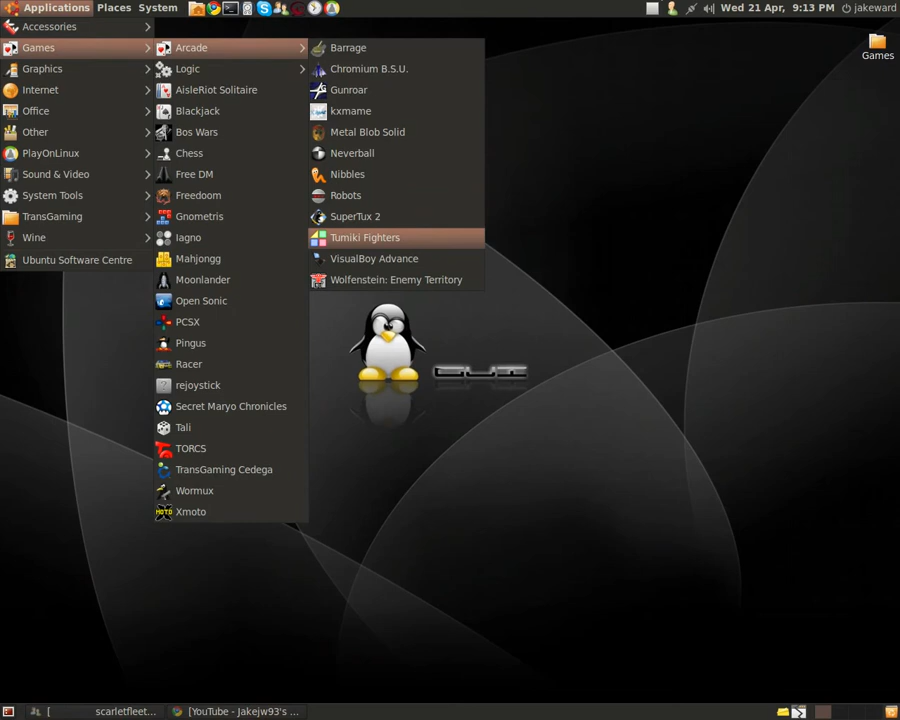 Applications Places System Wed 21 Apr, 9:13 PM jakeward
Accessories
Games
Graphics
Internet
Office
Other
PlayOnLinux
Sound & Video
System Tools
TransGaming
Wine
Ubuntu Software Centre
Arcade
Logic
AisleRiot Solitaire
Blackjack
Bos Wars
Chess
Free DM
Freedoom
Gnometris
Iagno
Mahjongg
Moonlander
Open Sonic
PCSX
Pingus
Racer
rejoystick
Secret Maryo Chronicles
Tali
TORCS
TransGaming Cedega
Wormux
Xmoto
Barrage
Chromium B.S.U.
Gunroar
kxmame
Metal Blob Solid
Neverball
Nibbles
Robots
SuperTux 2
Tumiki Fighters
VisualBoy Advance
Wolfenstein: Enemy Territory
Games
[ scarletfleet... [YouTube - Jakejw93's ...